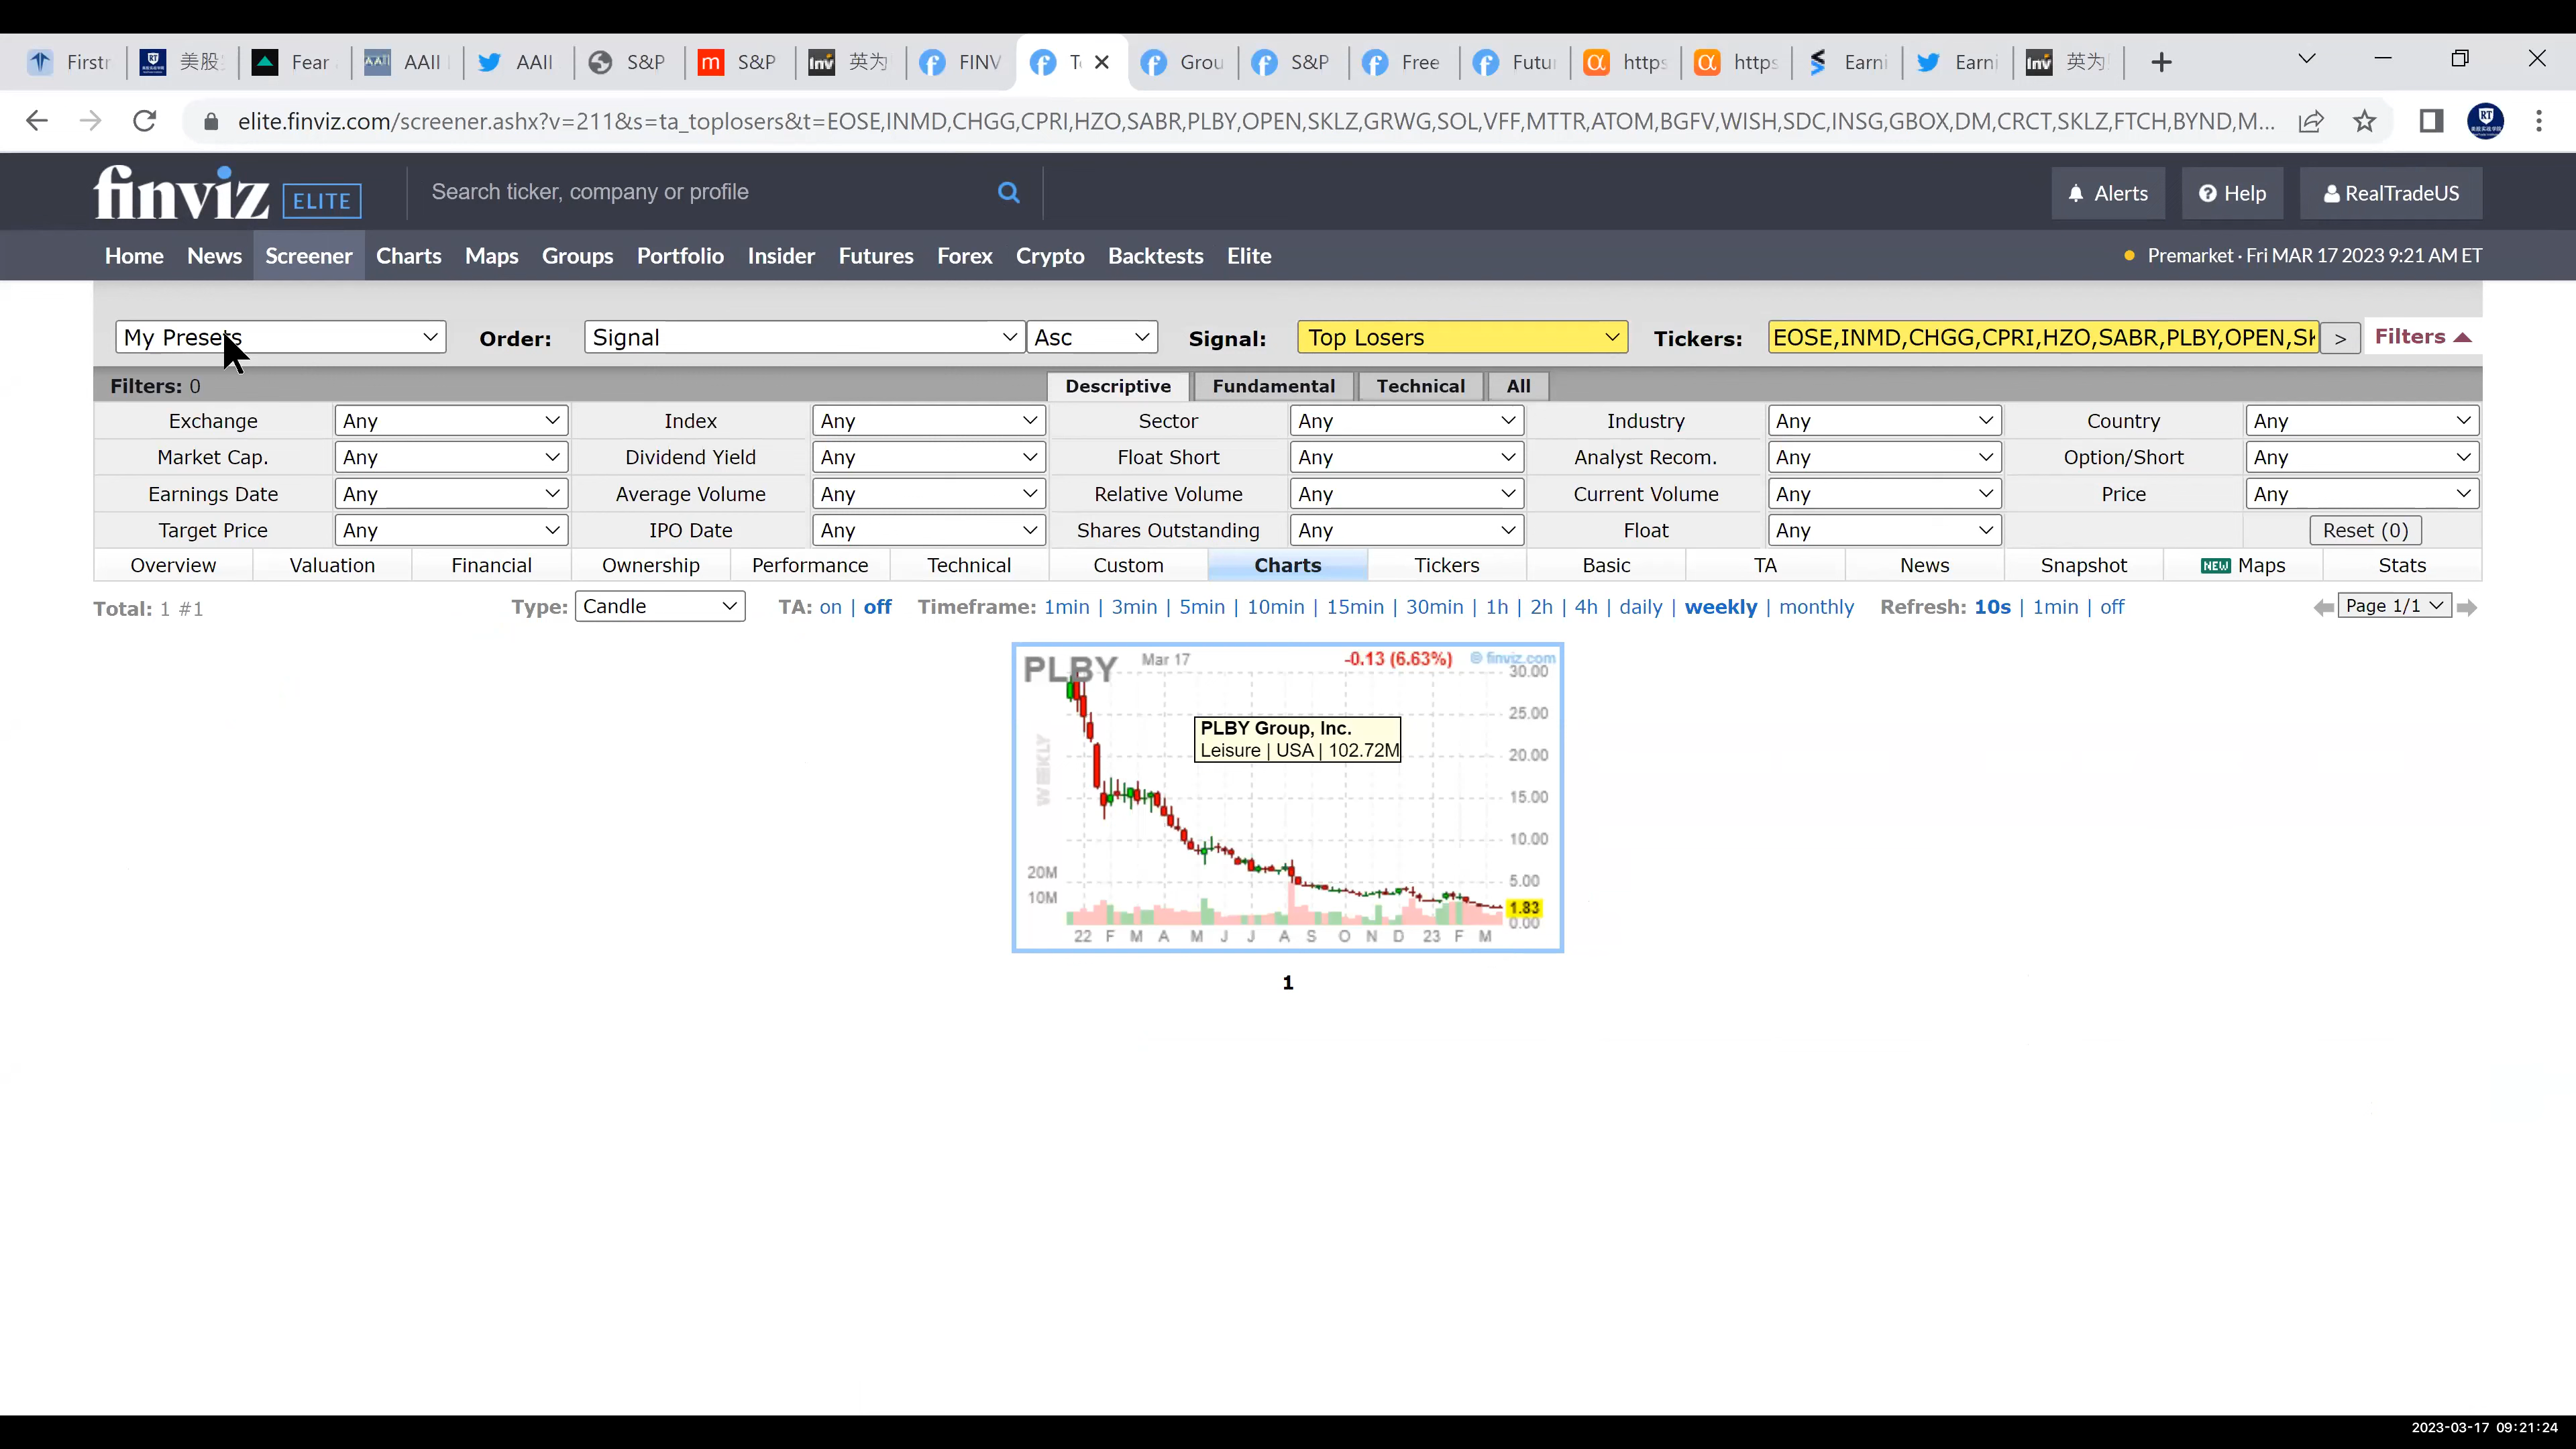 Firstr 美股 Fear AAII AAII S&P m S&P Inv 英为 FINV T Grou S&P Free Futur https https Earni Earni Inv 英为
elite.finviz.com/screener.ashx?v=211&s=ta_toplosers&t=EOSE,INMD,CHGG,CPRI,HZO,SABR,PLBY,OPEN,SKLZ,GRWG,SOL,VFF,MTTR,ATOM,BGFV,WISH,SDC,INSG,GBOX,DM,CRCT,SKLZ,FTCH,BYND,M...
finviz ELITE Search ticker, company or profile Alerts Help RealTradeUS
Home News Screener Charts Maps Groups Portfolio Insider Futures Forex Crypto Backtests Elite Premarket · Fri MAR 17 2023 9:21 AM ET
My Presets Order: Signal Asc Signal: Top Losers Tickers: EOSE,INMD,CHGG,CPRI,HZO,SABR,PLBY,OPEN,SK > Filters
Filters: 0 Descriptive Fundamental Technical All
Exchange Any Index Any Sector Any Industry Any Country Any
Market Cap. Any Dividend Yield Any Float Short Any Analyst Recom. Any Option/Short Any
Earnings Date Any Average Volume Any Relative Volume Any Current Volume Any Price Any
Target Price Any IPO Date Any Shares Outstanding Any Float Any Reset (0)
Overview Valuation Financial Ownership Performance Technical Custom Charts Tickers Basic TA News Snapshot NEW Maps Stats
Total: 1 #1 Type: Candle TA: on | off Timeframe: 1min | 3min | 5min | 10min | 15min | 30min | 1h | 2h | 4h | daily | weekly | monthly Refresh: 10s | 1min | off Page 1/1
PLBY Mar 17 -0.13 (6.63%) © finviz.com
30.00
25.00
PLBY Group, Inc.
Leisure | USA | 102.72M
20.00
WEEKLY
15.00
10.00
20M
5.00
10M
1.83
0.00
22 F M A M J J A S O N D 23 F M
1
2023-03-17 09:21:24